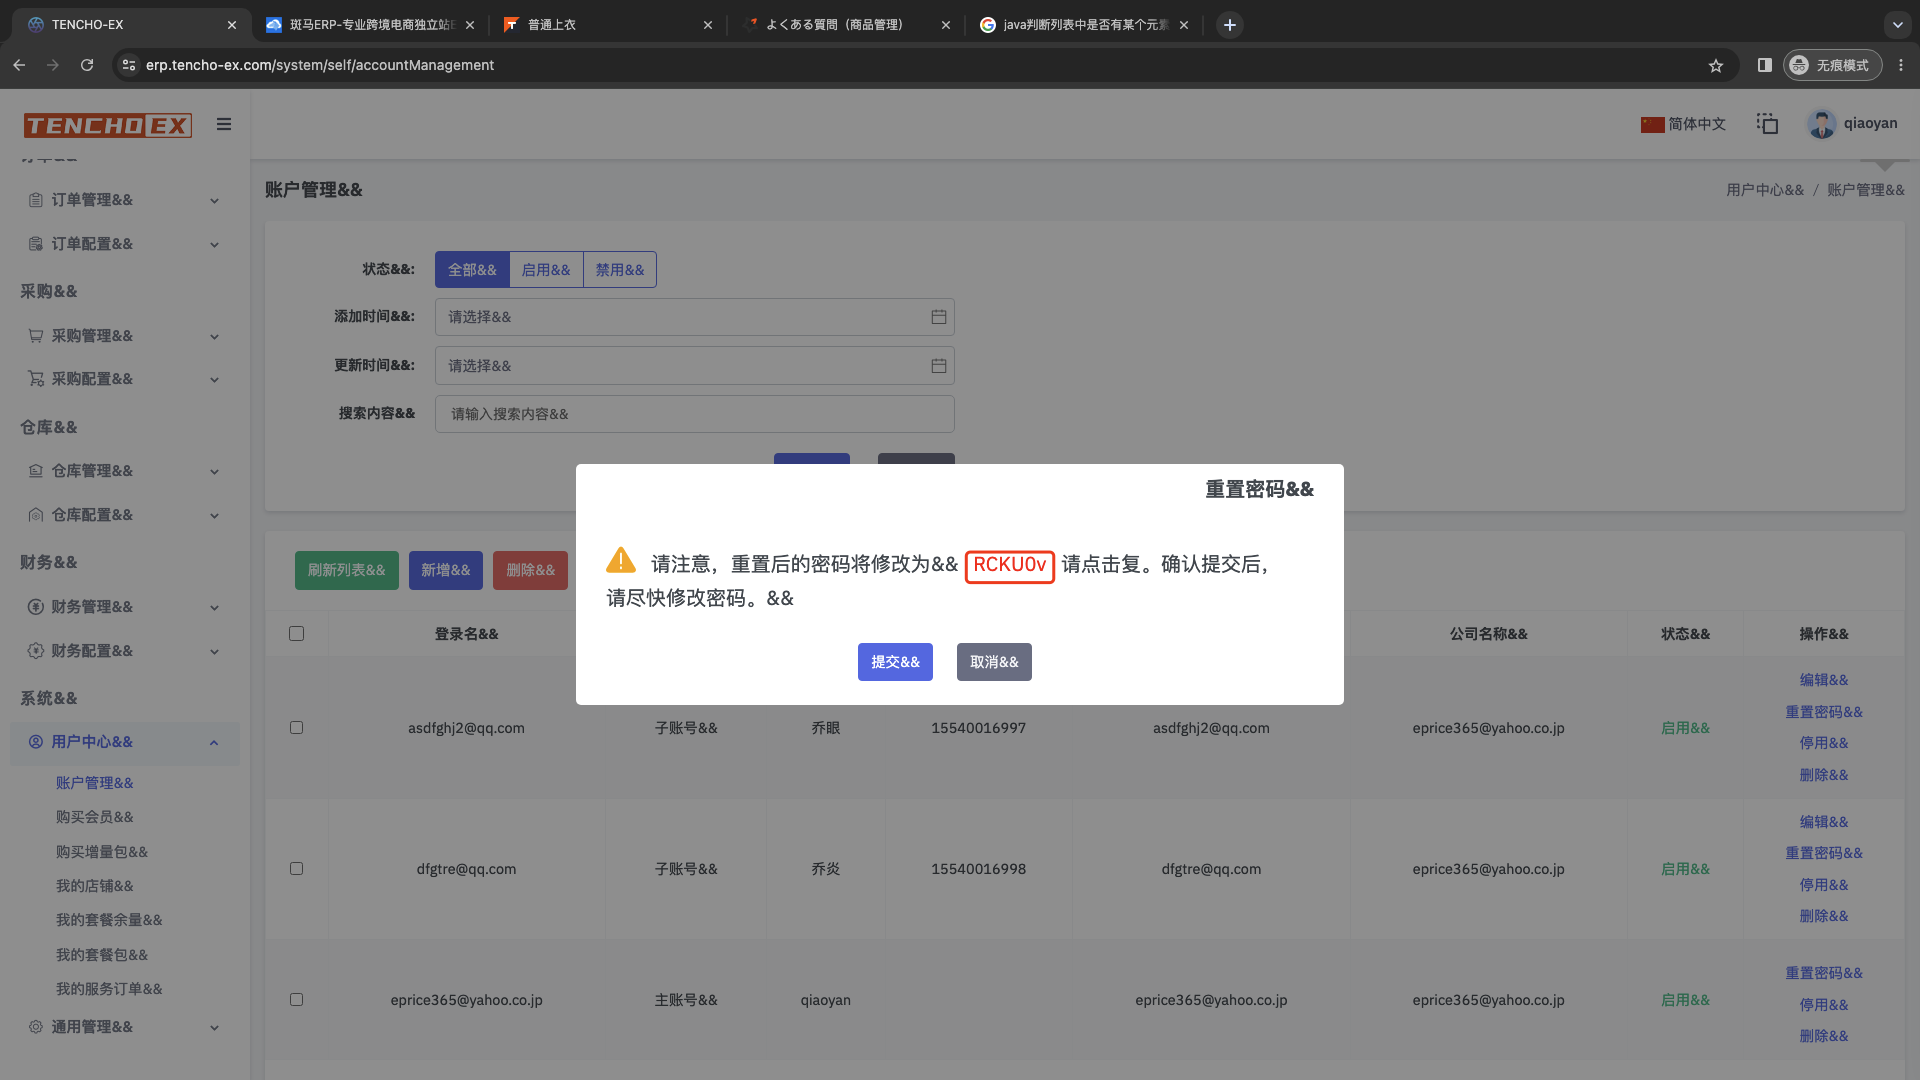 TENCHO-EX
斑马ERP-专业跨境电商独立站E
普通上衣
よくある質問（商品管理）
java判断列表中是否有某个元素
erp.tencho-ex.com/system/self/accountManagement
无痕模式
TENCHO EX
简体中文
qiaoyan
订单&&
订单管理&&
订单配置&&
采购&&
采购管理&&
采购配置&&
仓库&&
仓库管理&&
仓库配置&&
财务&&
财务管理&&
财务配置&&
系统&&
用户中心&&
账户管理&&
购买会员&&
购买增量包&&
我的店铺&&
我的套餐余量&&
我的套餐包&&
我的服务订单&&
通用管理&&
账户管理&&
用户中心&& / 账户管理&&
状态&&: 全部&& 启用&& 禁用&&
添加时间&&: 请选择&&
更新时间&&: 请选择&&
搜索内容&& 请输入搜索内容&&
重置密码&&
请注意，重置后的密码将修改为&& RCKU0v 请点击复。确认提交后，
请尽快修改密码。&&
提交&& 取消&&
刷新列表&& 新增&& 删除&&
登录名&& 公司名称&& 状态&& 操作&&
asdfghj2@qq.com 子账号&& 乔眼 15540016997 asdfghj2@qq.com eprice365@yahoo.co.jp 启用&&
编辑&&
重置密码&&
停用&&
删除&&
dfgtre@qq.com 子账号&& 乔炎 15540016998 dfgtre@qq.com eprice365@yahoo.co.jp 启用&&
编辑&&
重置密码&&
停用&&
删除&&
eprice365@yahoo.co.jp 主账号&& qiaoyan eprice365@yahoo.co.jp eprice365@yahoo.co.jp 启用&&
重置密码&&
停用&&
删除&&